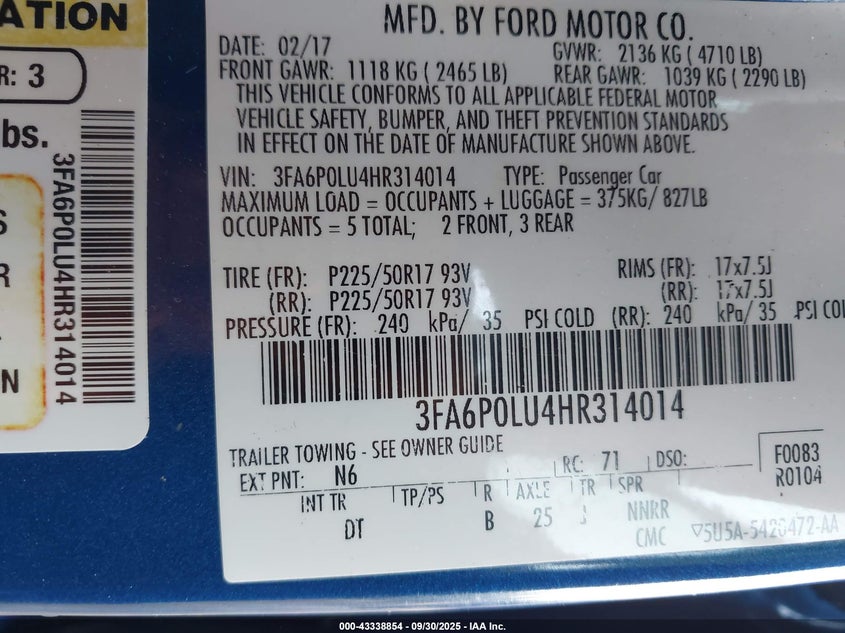 ATION
R: 3
bs.
S
R
N
3FA6P0LU4HR314014
MFD. BY FORD MOTOR CO.
DATE: 02/17
GVWR: 2136 KG ( 4710 LB)
FRONT GAWR: 1118 KG ( 2465 LB)
REAR GAWR: 1039 KG ( 2290 LB)
THIS VEHICLE CONFORMS TO ALL APPLICABLE FEDERAL MOTOR
VEHICLE SAFETY, BUMPER, AND THEFT PREVENTION STANDARDS
IN EFFECT ON THE DATE OF MANUFACTURE SHOWN ABOVE.
VIN: 3FA6P0LU4HR314014 TYPE: Passenger Car
MAXIMUM LOAD = OCCUPANTS + LUGGAGE = 375KG/ 827LB
OCCUPANTS = 5 TOTAL; 2 FRONT, 3 REAR
TIRE (FR): P225/50R17 93V RIMS (FR): 17x7.5J
(RR): P225/50R17 93V (RR): 17x7.5J
PRESSURE (FR): 240 kPa/ 35 PSI COLD (RR): 240 kPa/ 35 PSI COL
3FA6P0LU4HR314014
TRAILER TOWING - SEE OWNER GUIDE
EXT PNT: N6 RC: 71 DSO: F0083
R0104
INT TR TP/PS R AXLE TR SPR
DT B 25 J NNRR
CMC 5U5A-5420472-AA
000-43338854 - 09/30/2025 - IAA Inc.